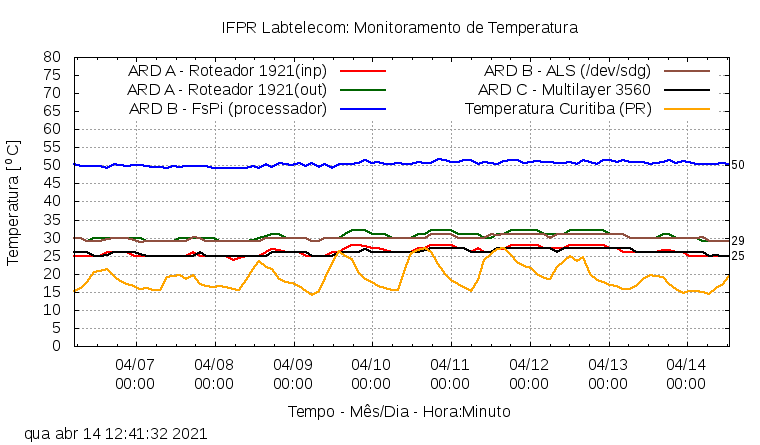 IFPR Labtelecom: Monitoramento de Temperatura
Temperatura [ºC]
80
75
70
65
60
55
50
45
40
35
30
25
20
15
10
5
0
ARD A - Roteador 1921(inp)
ARD A - Roteador 1921(out)
ARD B - FsPi (processador)
ARD B - ALS (/dev/sdg)
ARD C - Multilayer 3560
Temperatura Curitiba (PR)
50
29
25
04/07 04/08 04/09 04/10 04/11 04/12 04/13 04/14
00:00 00:00 00:00 00:00 00:00 00:00 00:00 00:00
Tempo - Mês/Dia - Hora:Minuto
qua abr 14 12:41:32 2021